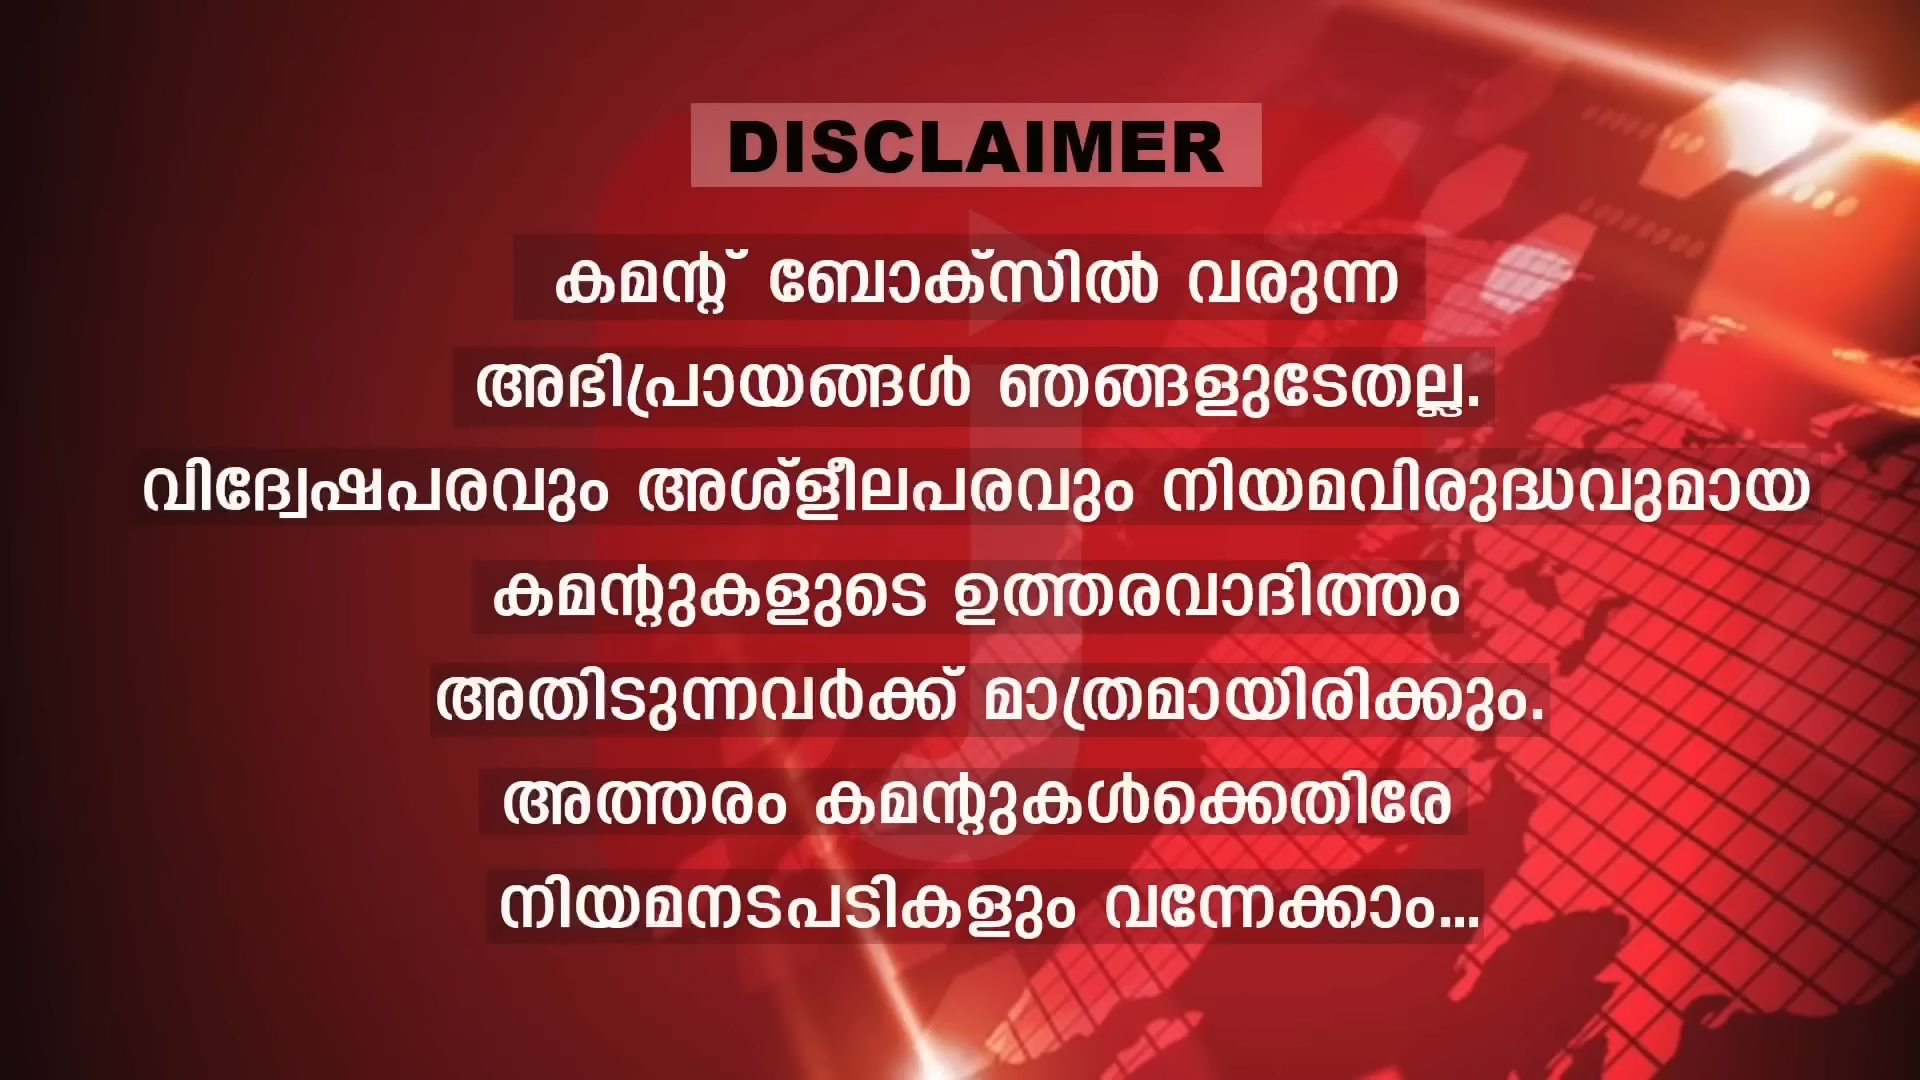 DISCLAIMER
കമന്റ് ബോക്സിൽ വരുന്ന
അഭിപ്രായങ്ങൾ ഞങ്ങളുടേതല്ല.
വിദ്വേഷപരവും അശ്ളീലപരവും നിയമവിരുദ്ധവുമായ
കമന്റുകളുടെ ഉത്തരവാദിത്തം
അതിടുന്നവർക്ക് മാത്രമായിരിക്കും.
അത്തരം കമന്റുകൾക്കെതിരേ
നിയമനടപടികളും വന്നേക്കാം...